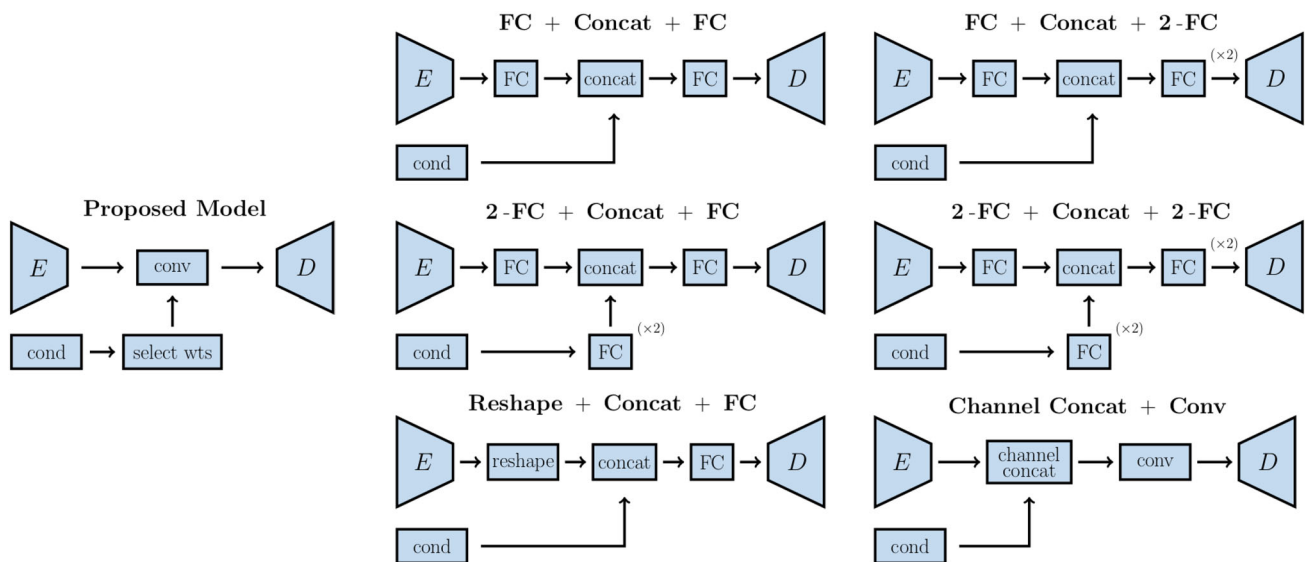 Proposed Model
E
conv
D
cond
select wts
FC + Concat + FC
E
FC
concat
FC
D
cond
FC + Concat + 2-FC
E
FC
concat
FC
(×2)
D
cond
2-FC + Concat + FC
E
FC
concat
FC
D
cond
FC
(×2)
2-FC + Concat + 2-FC
E
FC
concat
FC
(×2)
D
cond
FC
(×2)
Reshape + Concat + FC
E
reshape
concat
FC
D
cond
Channel Concat + Conv
E
channel
concat
conv
D
cond